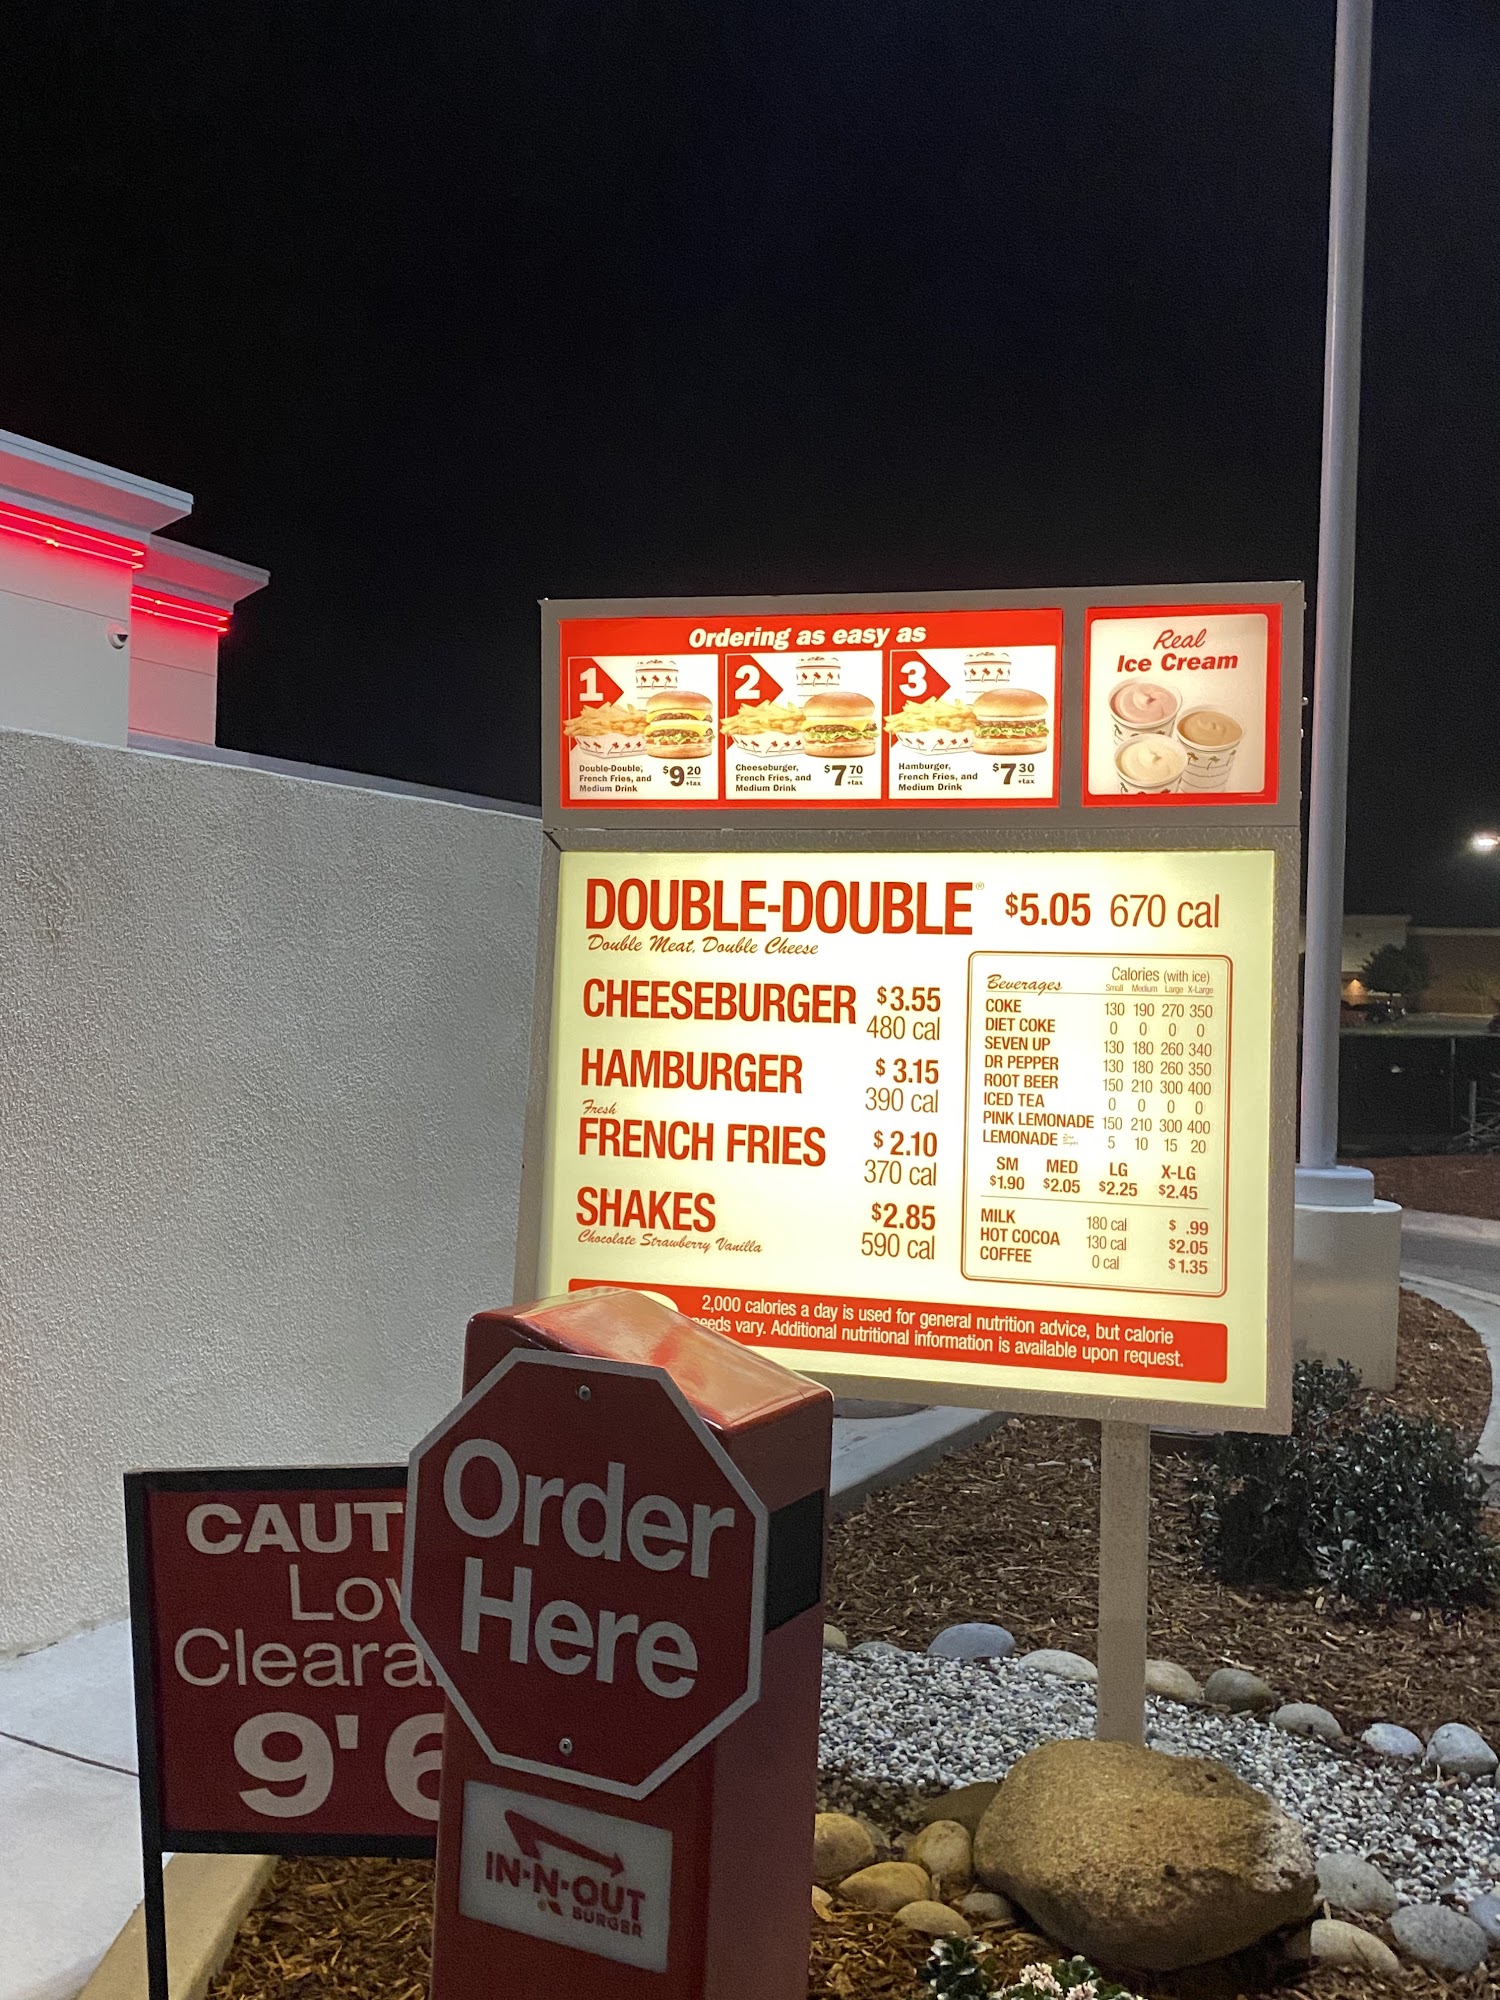 Ordering as easy as
1
Double-Double,
French Fries, and
Medium Drink
$9 20
+tax
2
Cheeseburger,
French Fries, and
Medium Drink
$7 70
+tax
3
Hamburger,
French Fries, and
Medium Drink
$7 30
+tax
Real
Ice Cream
DOUBLE-DOUBLE® $5.05 670 cal
Double Meat, Double Cheese
CHEESEBURGER $3.55
480 cal
HAMBURGER $3.15
390 cal
Fresh
FRENCH FRIES $2.10
370 cal
SHAKES $2.85
Chocolate Strawberry Vanilla 590 cal
Beverages Calories (with ice)
Small Medium Large X-Large
COKE 130 190 270 350
DIET COKE 0 0 0 0
SEVEN UP 130 180 260 340
DR PEPPER 130 180 260 350
ROOT BEER 150 210 300 400
ICED TEA 0 0 0 0
PINK LEMONADE 150 210 300 400
LEMONADE 5 10 15 20
SM MED LG X-LG
$1.90 $2.05 $2.25 $2.45
MILK 180 cal $ .99
HOT COCOA 130 cal $2.05
COFFEE 0 cal $1.35
2,000 calories a day is used for general nutrition advice, but calorie
needs vary. Additional nutritional information is available upon request.
Order
Here
CAUT
Lo
Cleara
9'6
IN-N-OUT
BURGER